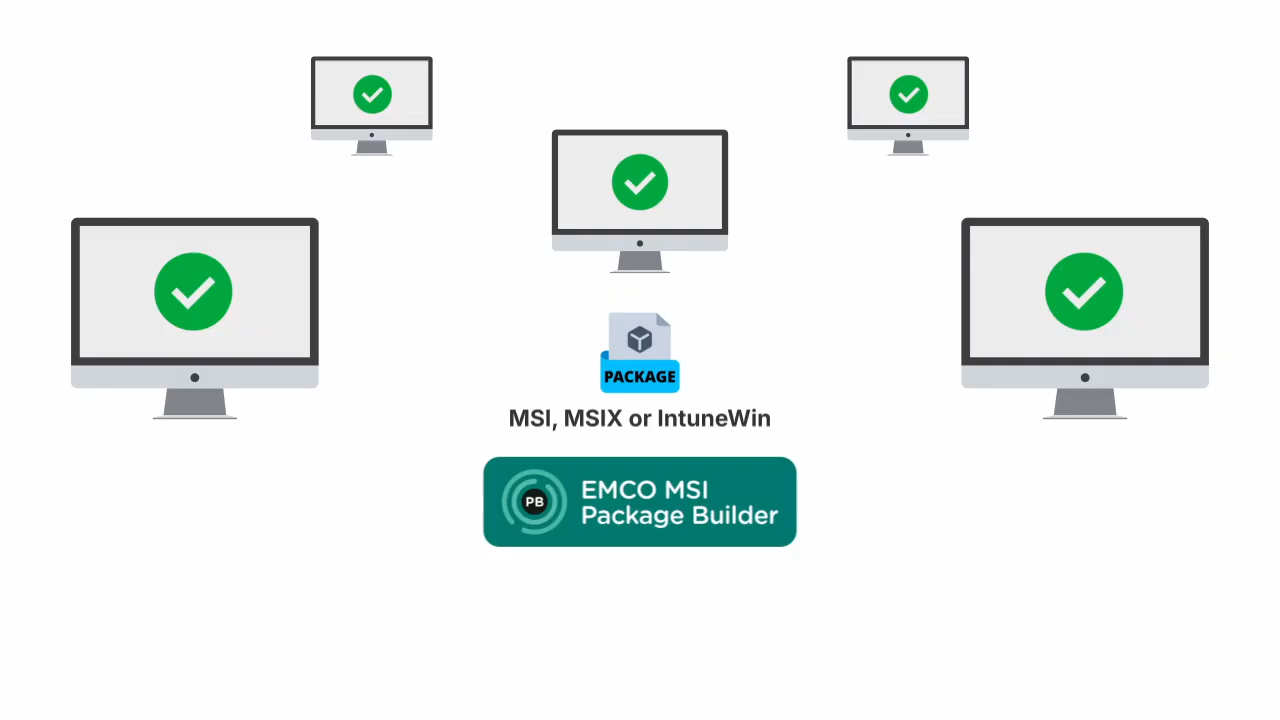 PACKAGE
MSI, MSIX or IntuneWin
PB
EMCO MSI
Package Builder